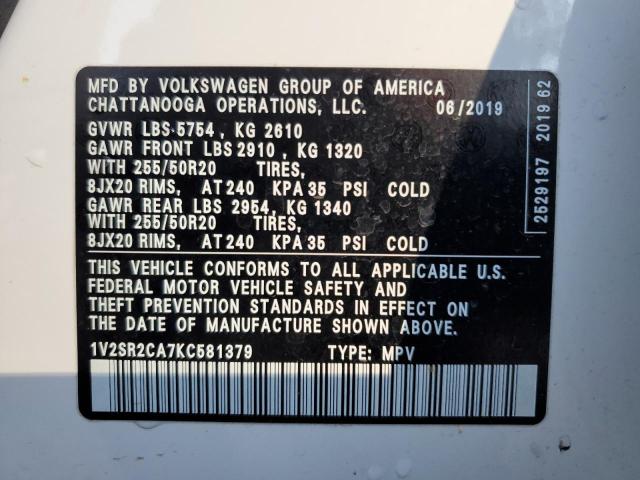 MFD BY VOLKSWAGEN GROUP OF AMERICA
CHATTANOOGA OPERATIONS, LLC. 06/2019
GVWR LBS 5754, KG 2610
GAWR FRONT LBS 2910, KG 1320
WITH 255/50R20 TIRES,
8JX20 RIMS, AT 240 KPA 35 PSI COLD
GAWR REAR LBS 2954, KG 1340
WITH 255/50R20 TIRES,
8JX20 RIMS, AT 240 KPA 35 PSI COLD
THIS VEHICLE CONFORMS TO ALL APPLICABLE U.S.
FEDERAL MOTOR VEHICLE SAFETY AND
THEFT PREVENTION STANDARDS IN EFFECT ON
THE DATE OF MANUFACTURE SHOWN ABOVE.
1V2SR2CA7KC581379 TYPE: MPV
2529197 2019 62